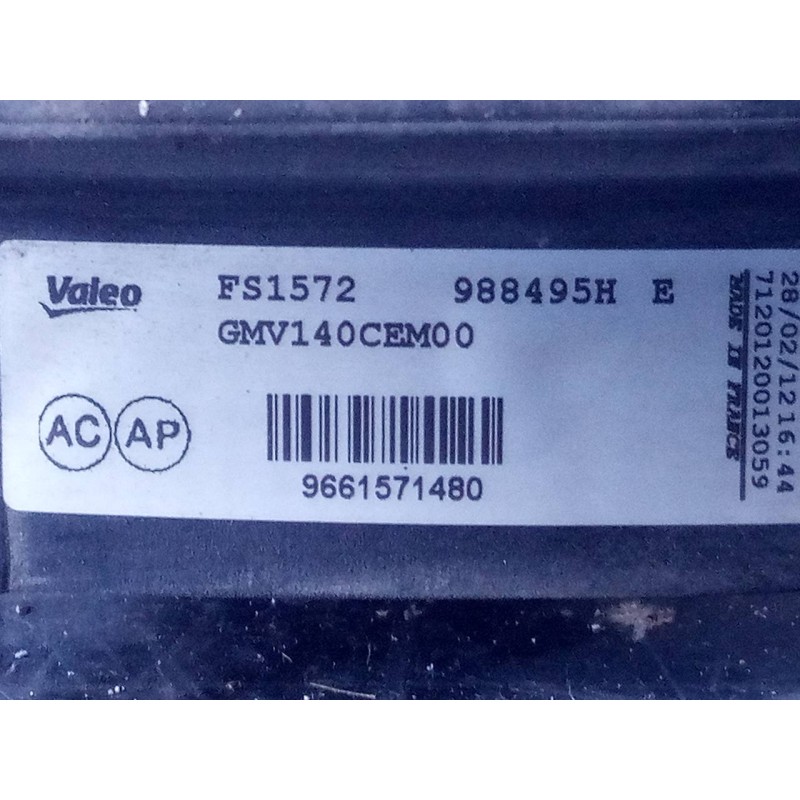 Valeo FS1572 988495H E
GMV140CEM00
AC AP
9661571480
28/02/12 16:44
7120120013059
MADE IN FRANCE